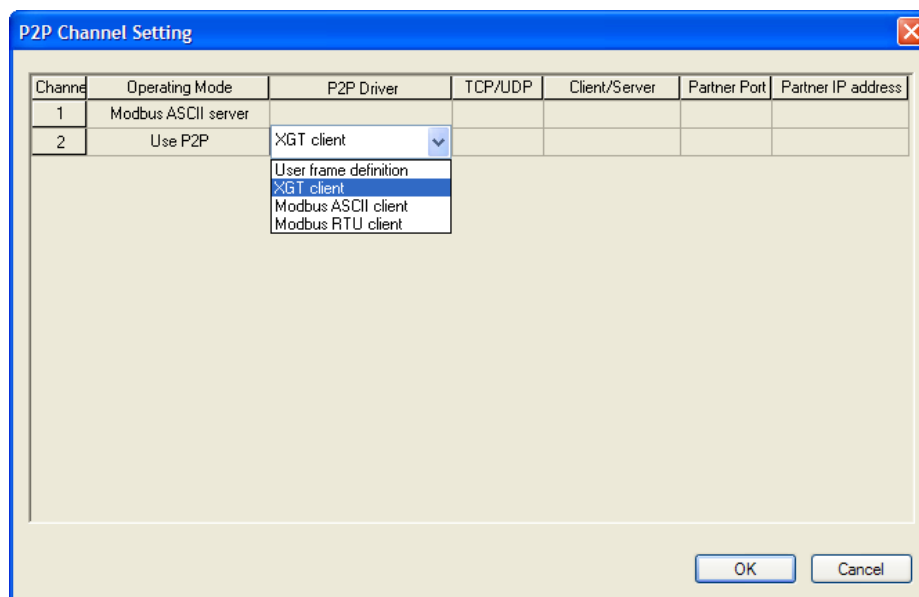 P2P Channel Setting
Channe Operating Mode P2P Driver TCP/UDP Client/Server Partner Port Partner IP address
1 Modbus ASCII server
2 Use P2P XGT client
User frame definition
XGT client
Modbus ASCII client
Modbus RTU client
OK Cancel